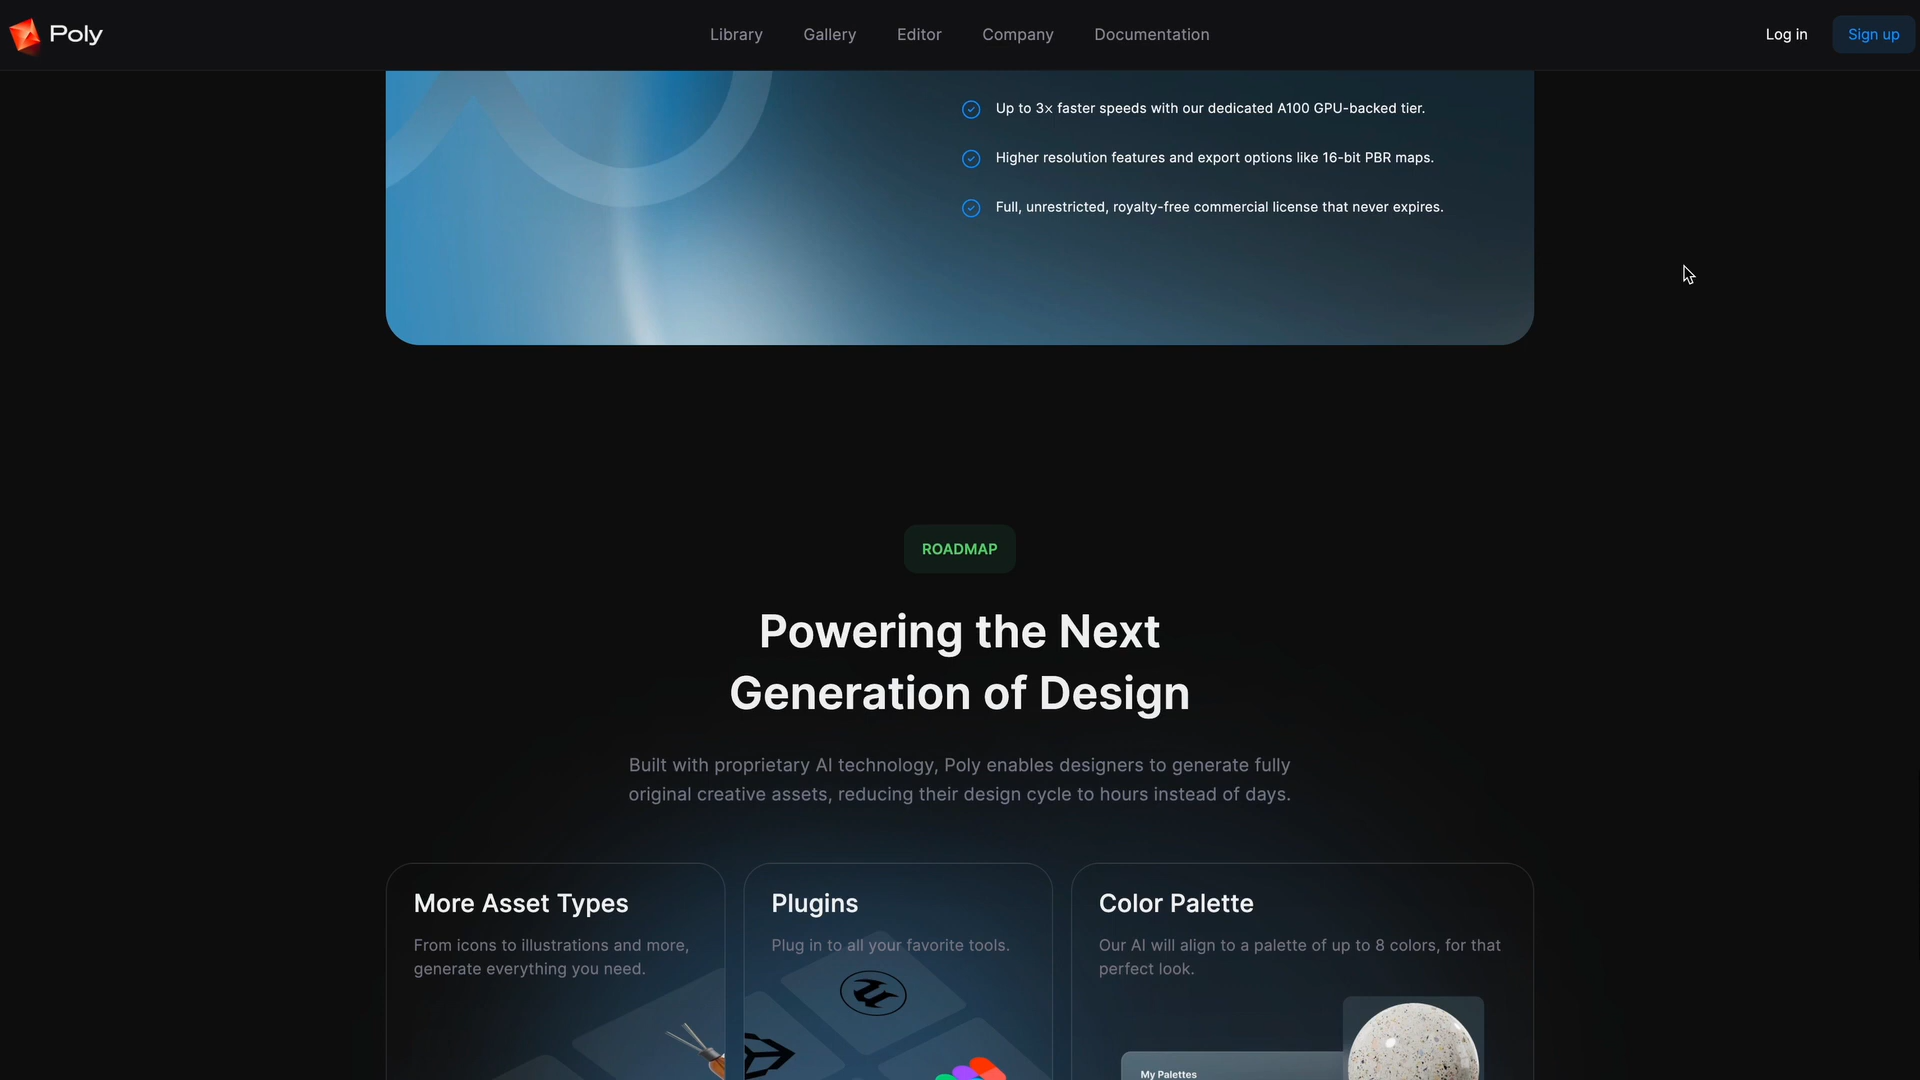 Poly
Library
Gallery
Editor
Company
Documentation
Log in
Sign up
Up to 3x faster speeds with our dedicated A100 GPU-backed tier.
Higher resolution features and export options like 16-bit PBR maps.
Full, unrestricted, royalty-free commercial license that never expires.
ROADMAP
Powering the Next
Generation of Design
Built with proprietary AI technology, Poly enables designers to generate fully
original creative assets, reducing their design cycle to hours instead of days.
More Asset Types
From icons to illustrations and more,
generate everything you need.
Plugins
Plug in to all your favorite tools.
Color Palette
Our AI will align to a palette of up to 8 colors, for that
perfect look.
My Palettes